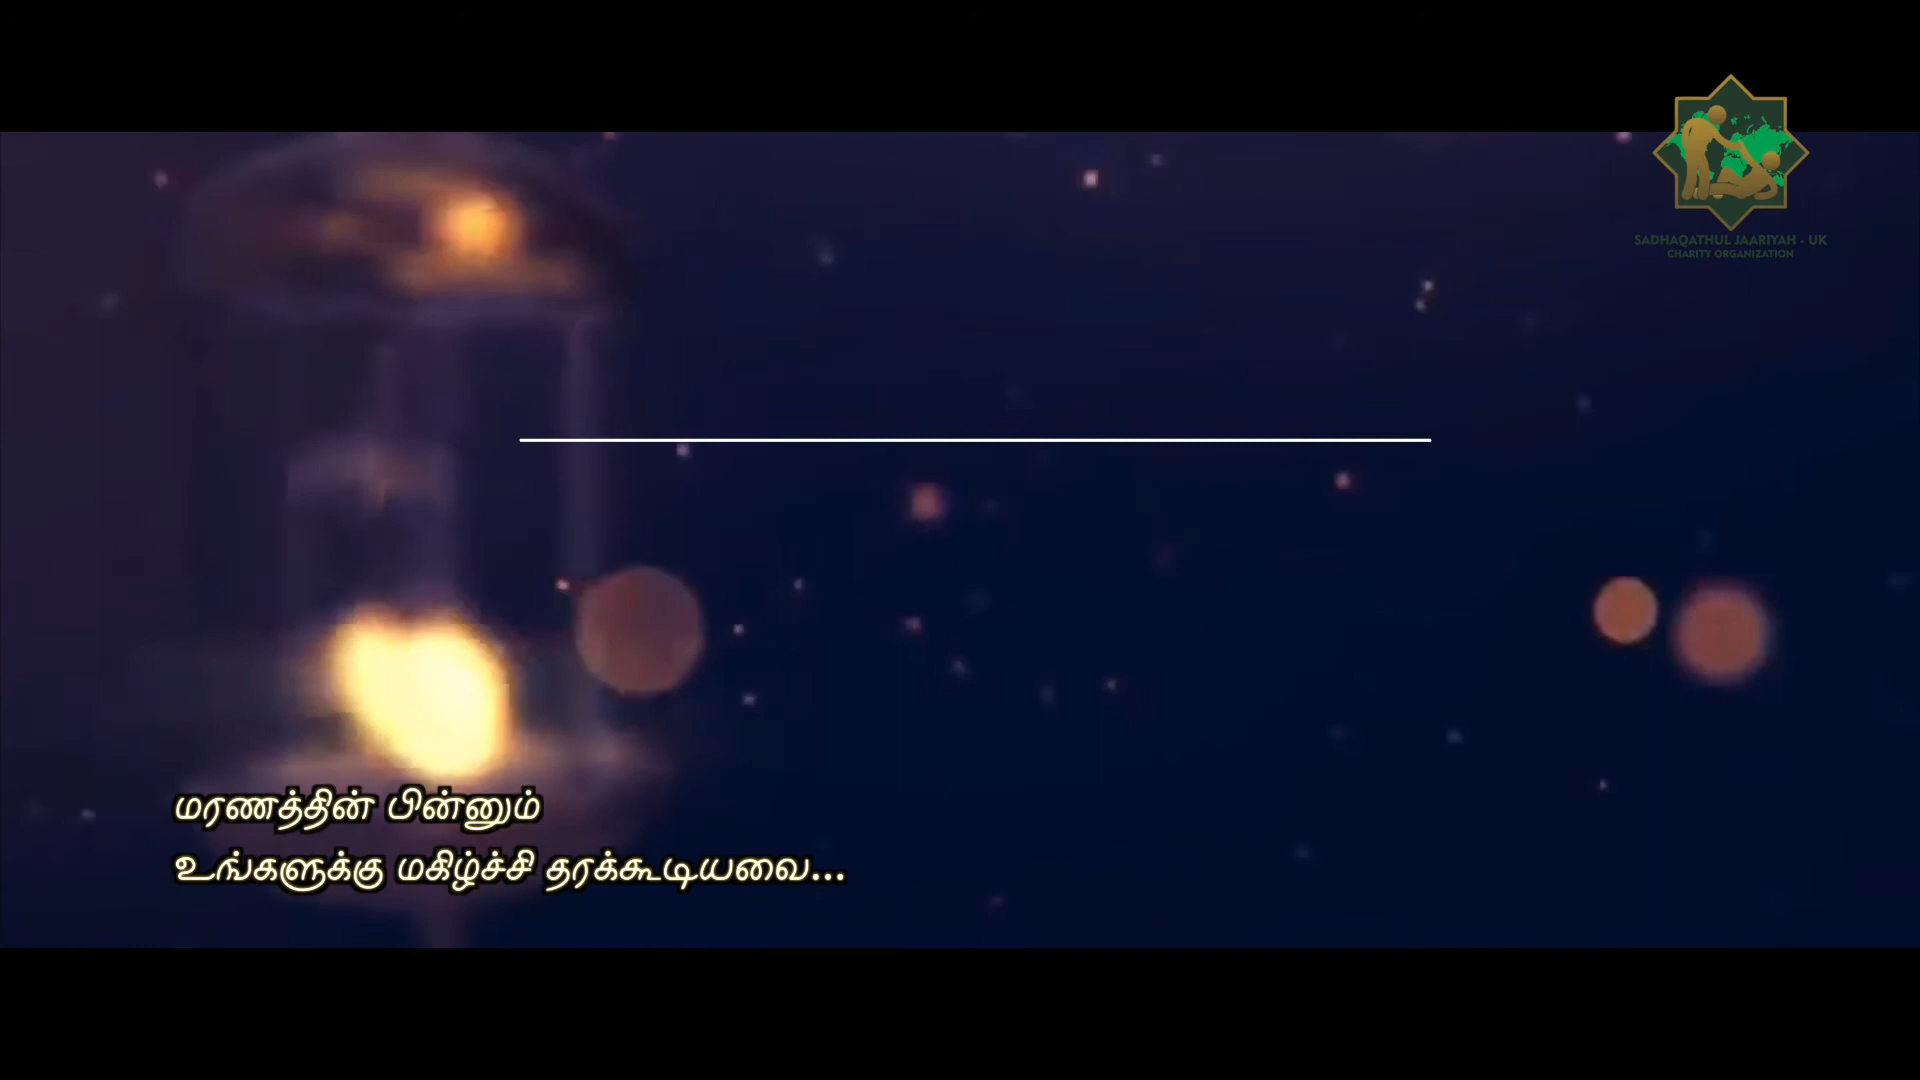 SADHAQATHUL JAARIYAH - UK
CHARITY ORGANIZATION
மரணத்தின் பின்னும்
உங்களுக்கு மகிழ்ச்சி தரக்கூடியவை...